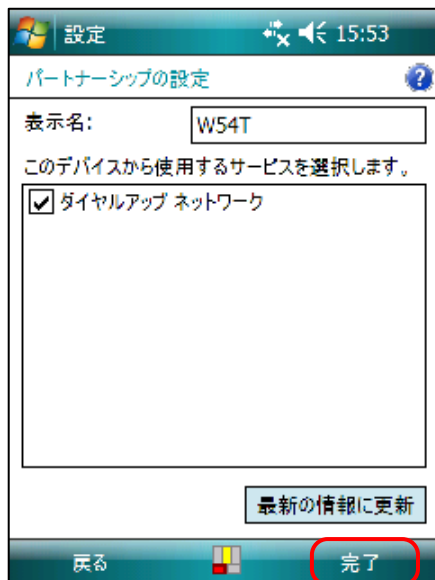 設定 15:53
パートナーシップの設定 ?
表示名: W54T
このデバイスから使用するサービスを選択します。
ダイヤルアップ ネットワーク
最新の情報に更新
戻る 完了